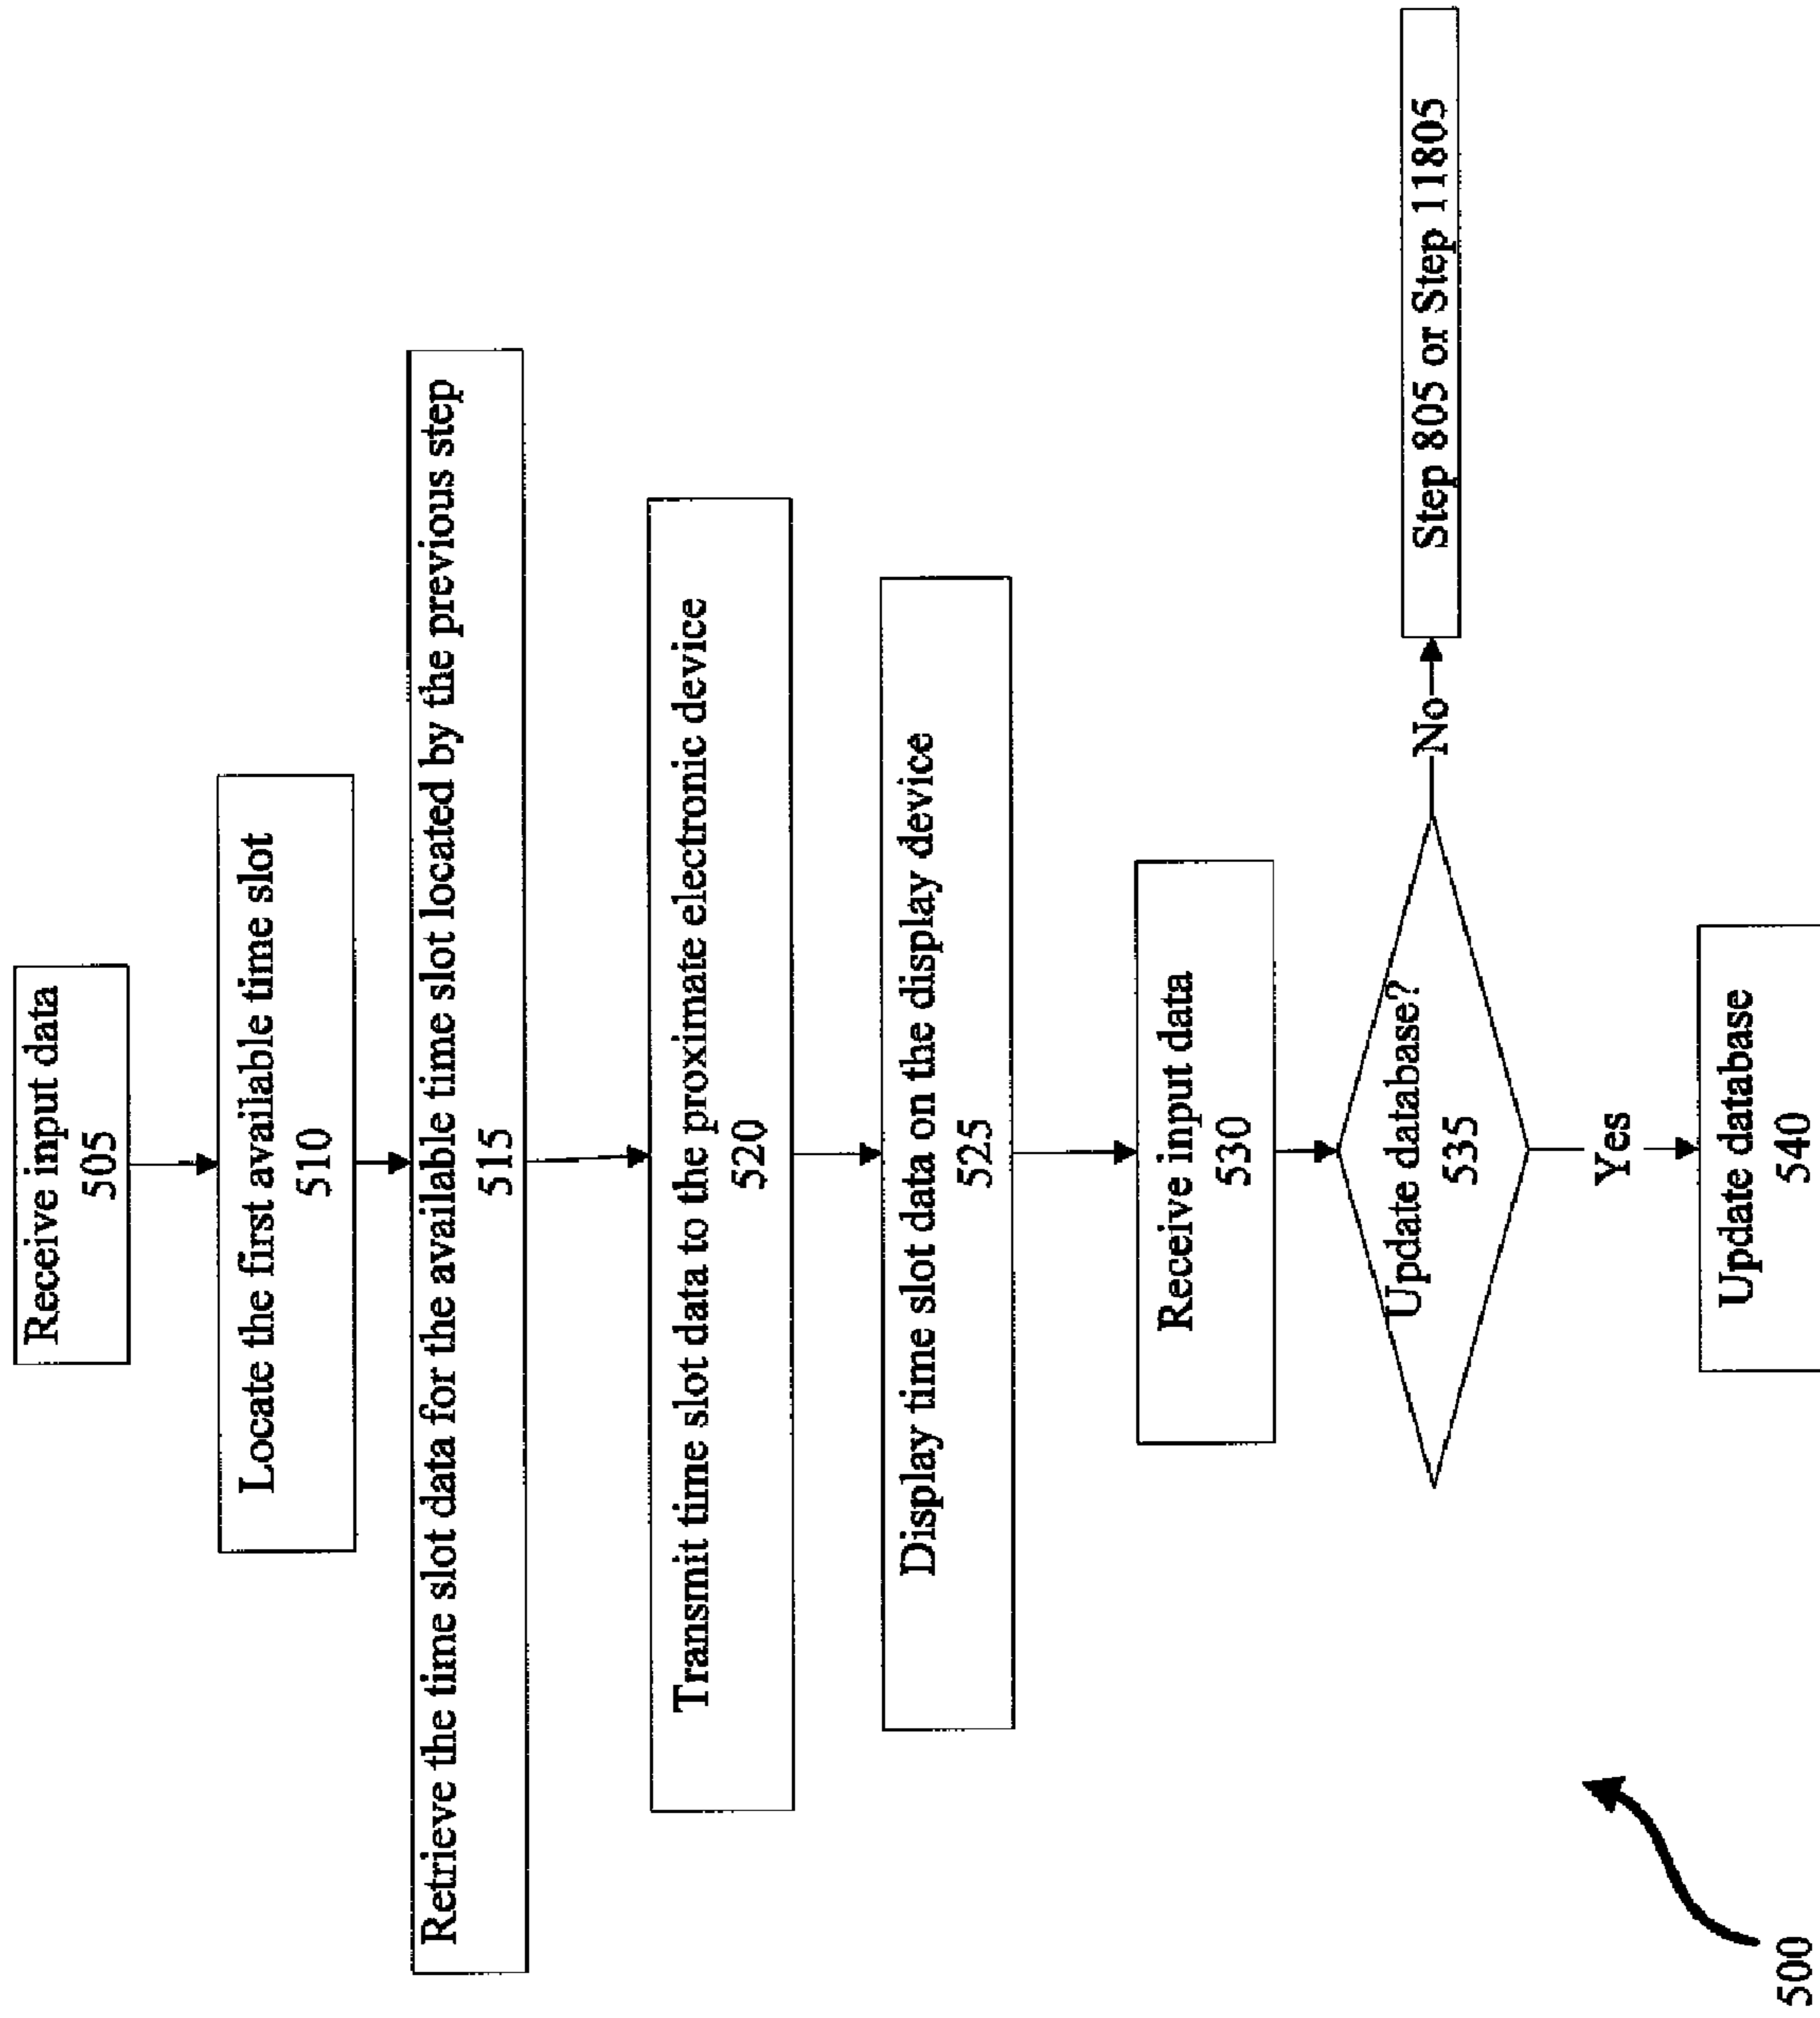 Receive input data
505
Locate the first available time slot
510
Retrieve the time slot data for the available time slot located by the previous step
515
Transmit time slot data to the proximate electronic device
520
Display time slot data on the display device
525
Receive input data
530
Update database?
535
No
Step 805 or Step 11805
Yes
Update database
540
500